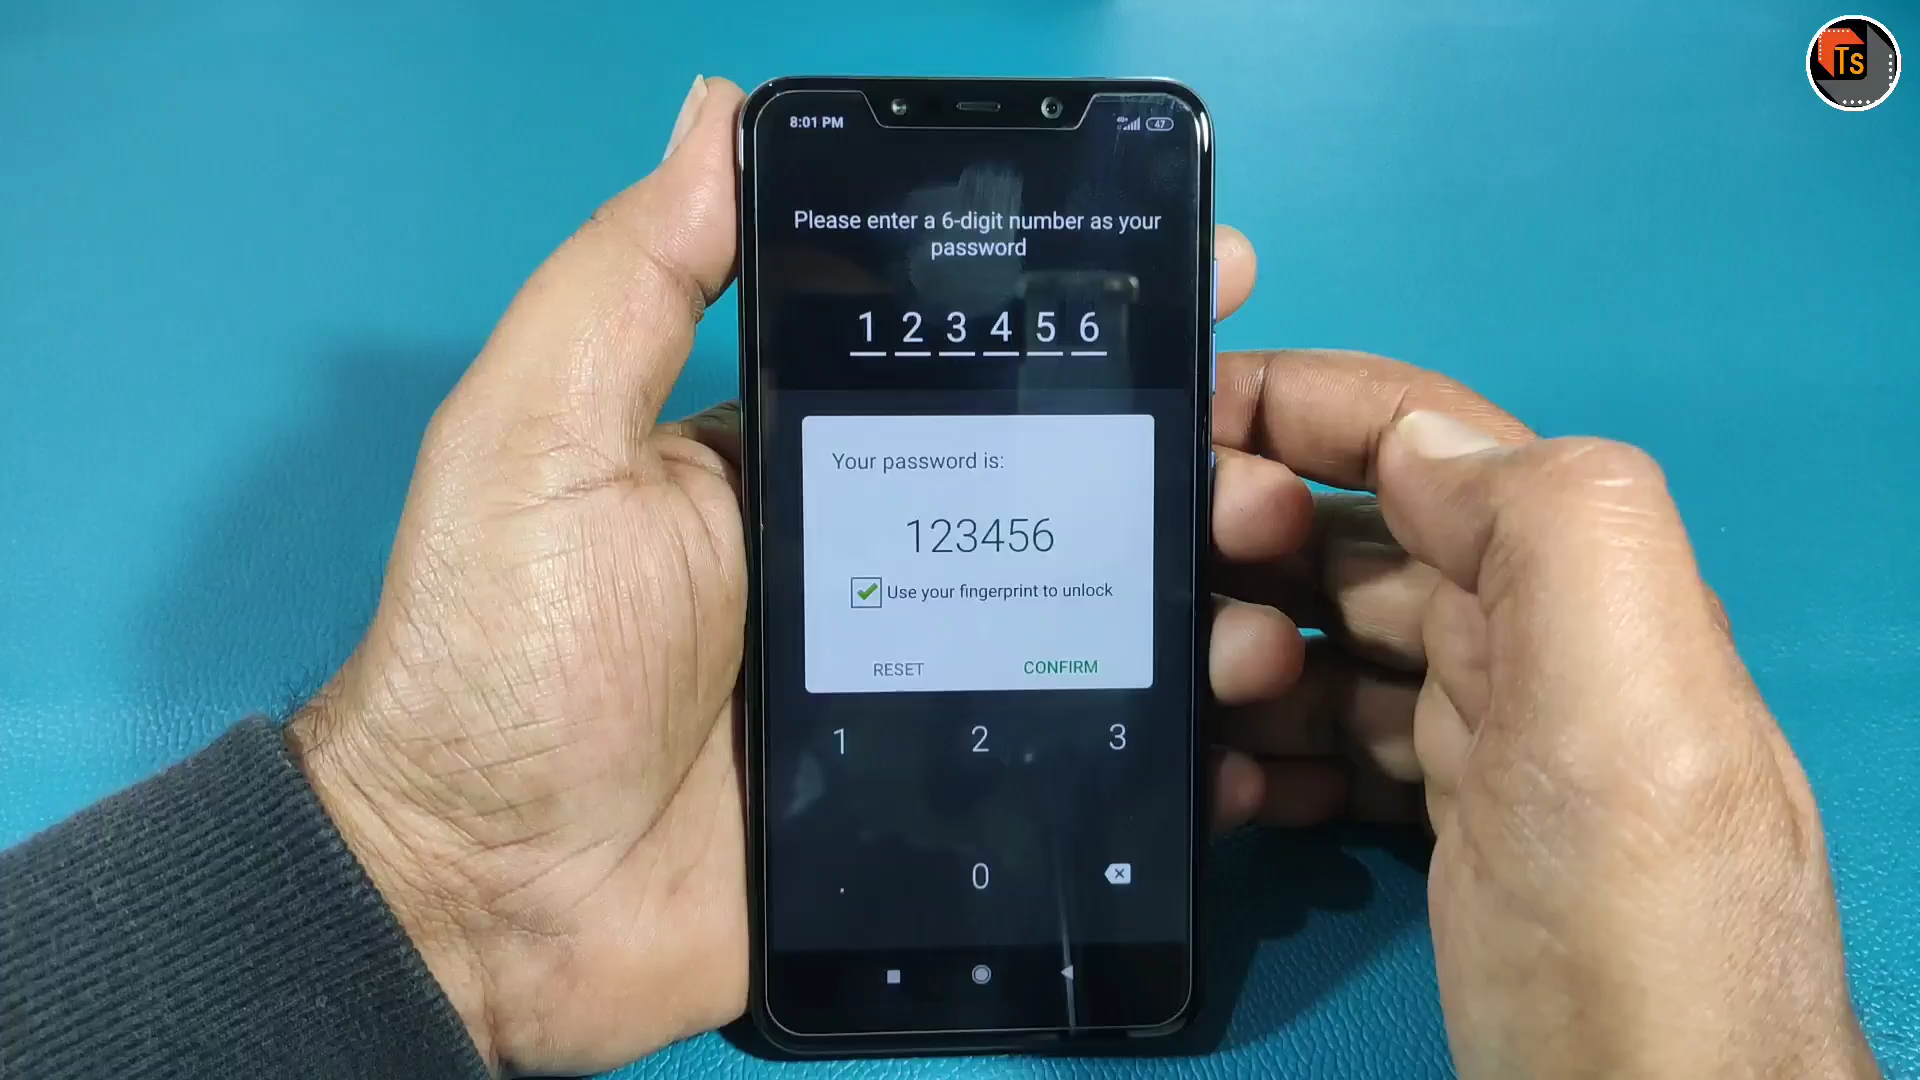 Ts
8:01 PM
47
Please enter a 6-digit number as your
password
1 2 3 4 5 6
Your password is:
123456
Use your fingerprint to unlock
RESET CONFIRM
1 2 3
. 0